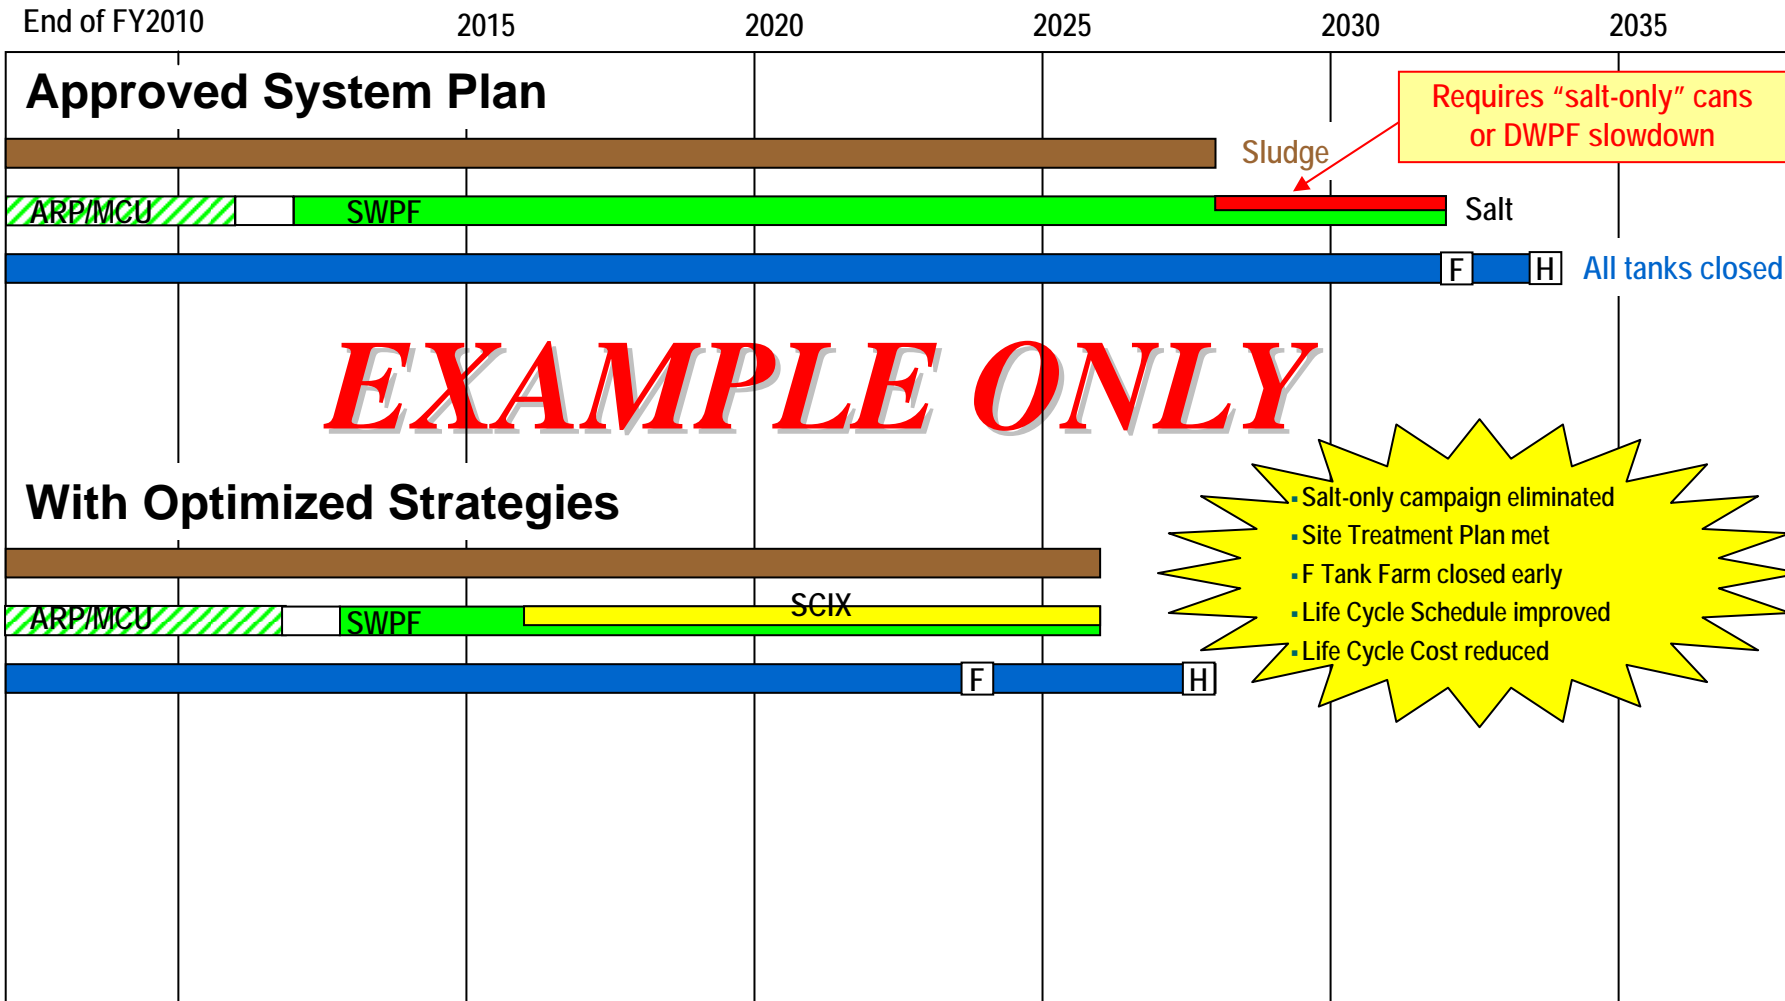 End of FY2010 2015 2020 2025 2030 2035
Approved System Plan
Requires “salt-only” cans
or DWPF slowdown
Sludge
ARP/MCU SWPF Salt
F H All tanks closed
EXAMPLE ONLY
With Optimized Strategies
▪Salt-only campaign eliminated
▪Site Treatment Plan met
▪F Tank Farm closed early
▪Life Cycle Schedule improved
▪Life Cycle Cost reduced
ARP/MCU SWPF SCIX
F H